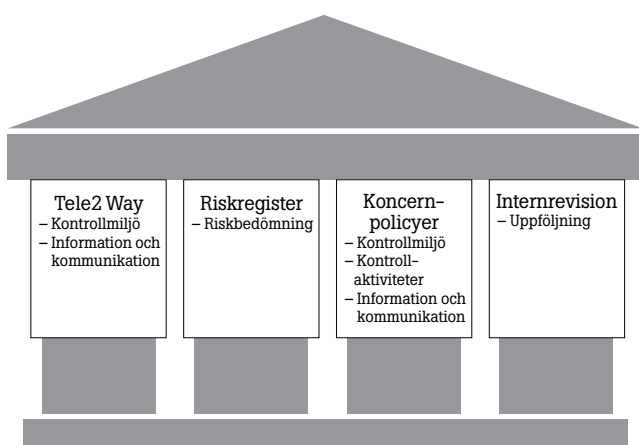 Tele2 Way
– Kontrollmiljö
– Information och
kommunikation
Riskregister
– Riskbedömning
Koncern-
policyer
– Kontrollmiljö
– Kontroll-
aktiviteter
– Information och
kommunikation
Internrevision
– Uppföljning